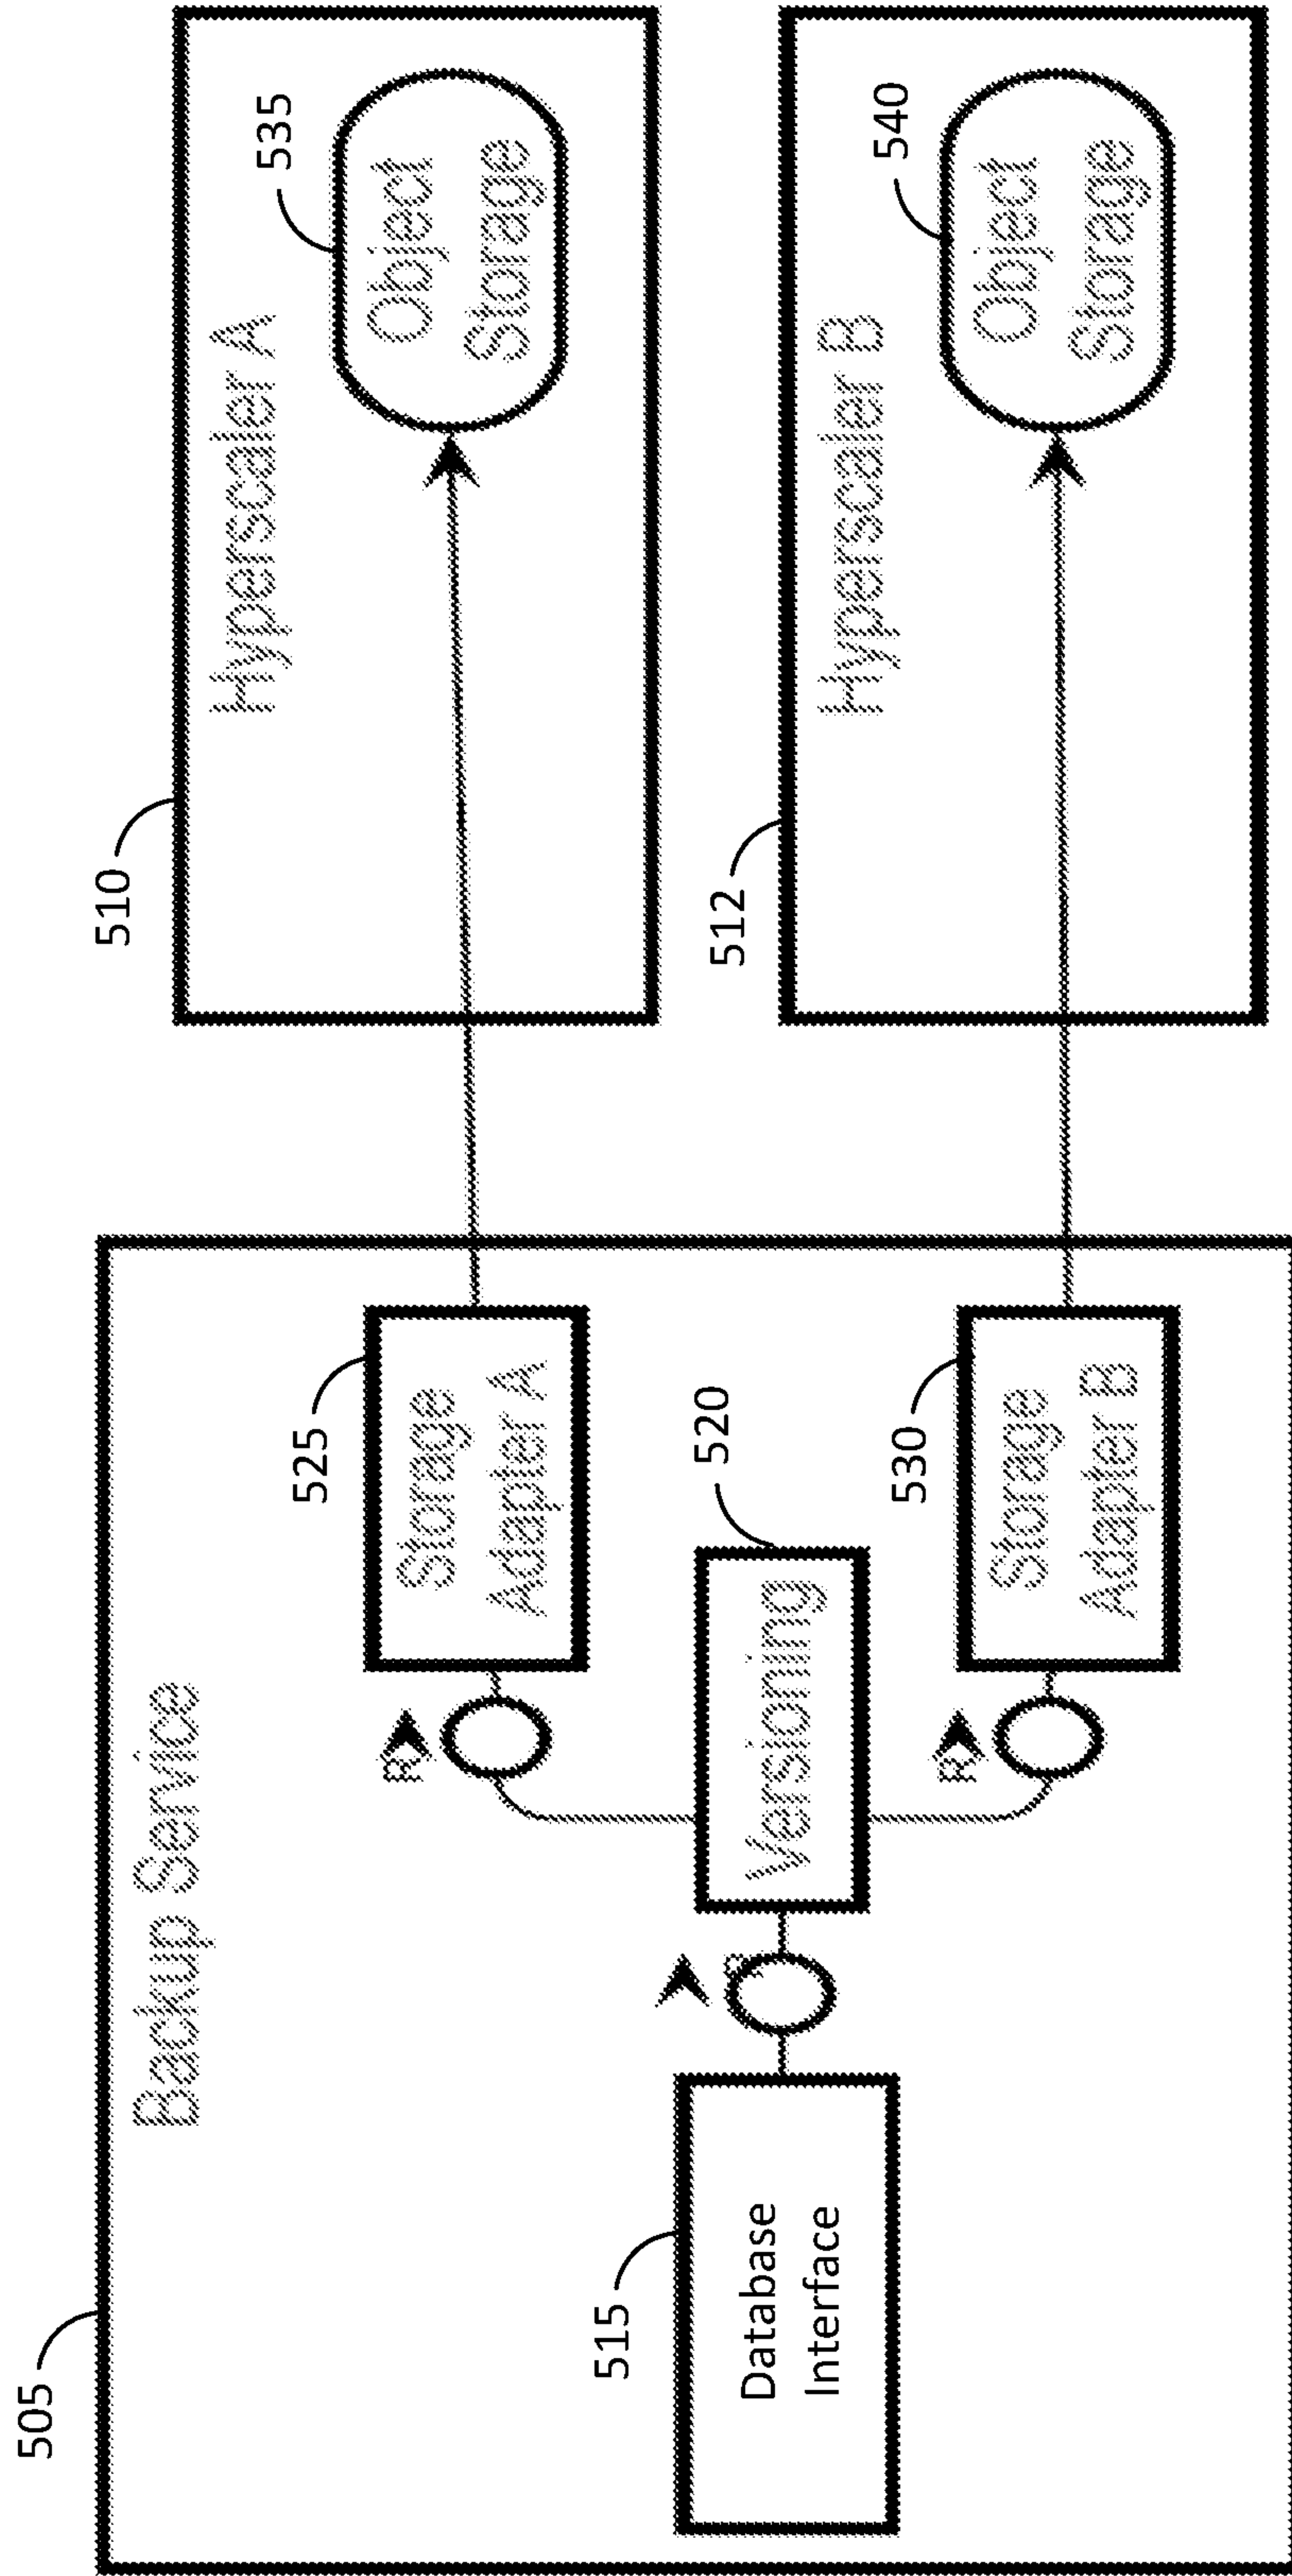 505
Backup Service
510
Hyperscaler A
535
Object
Storage
525
R
Storage
Adapter A
515
Database
Interface
520
Versioning
512
Hyperscaler B
540
Object
Storage
530
R
Storage
Adapter B